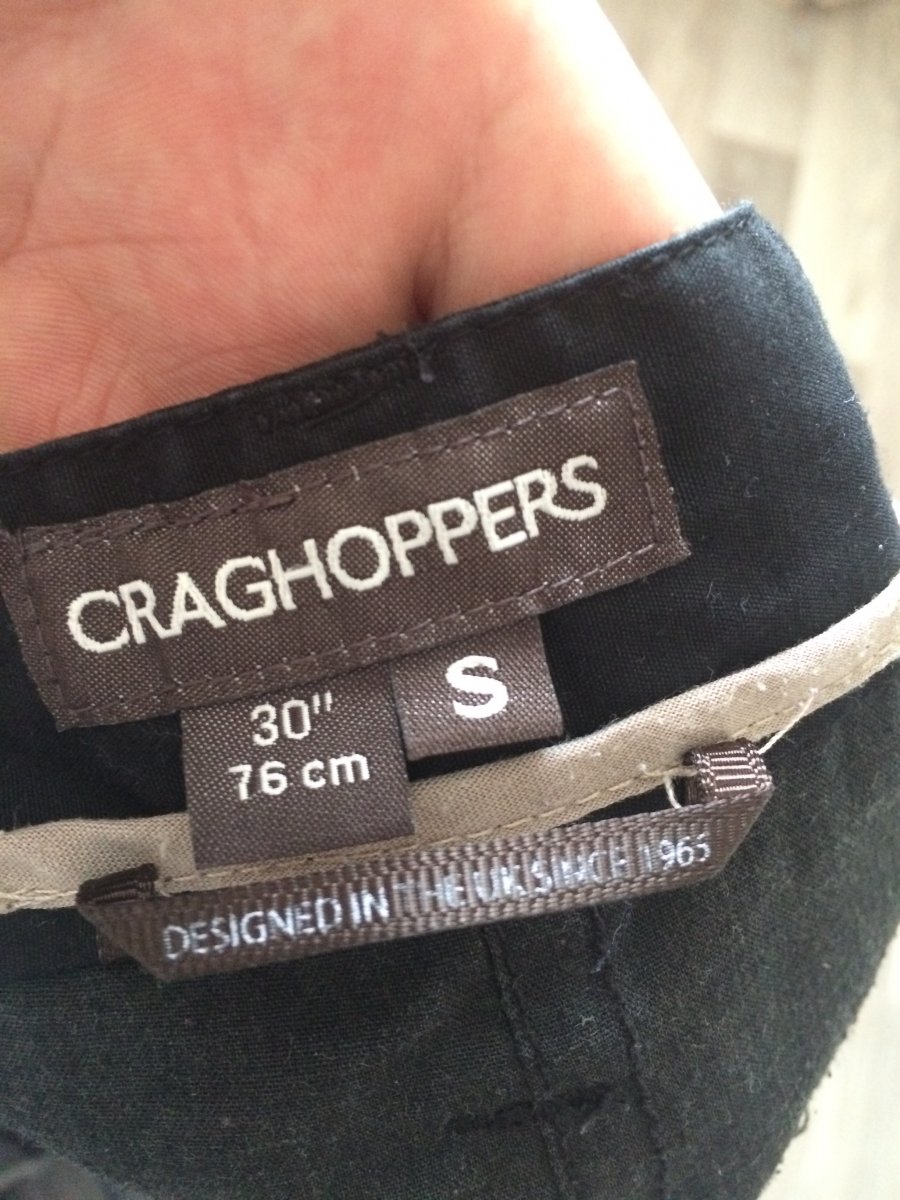 CRAGHOPPERS
S
30"
76 cm
DESIGNED IN THE UK SINCE 1965